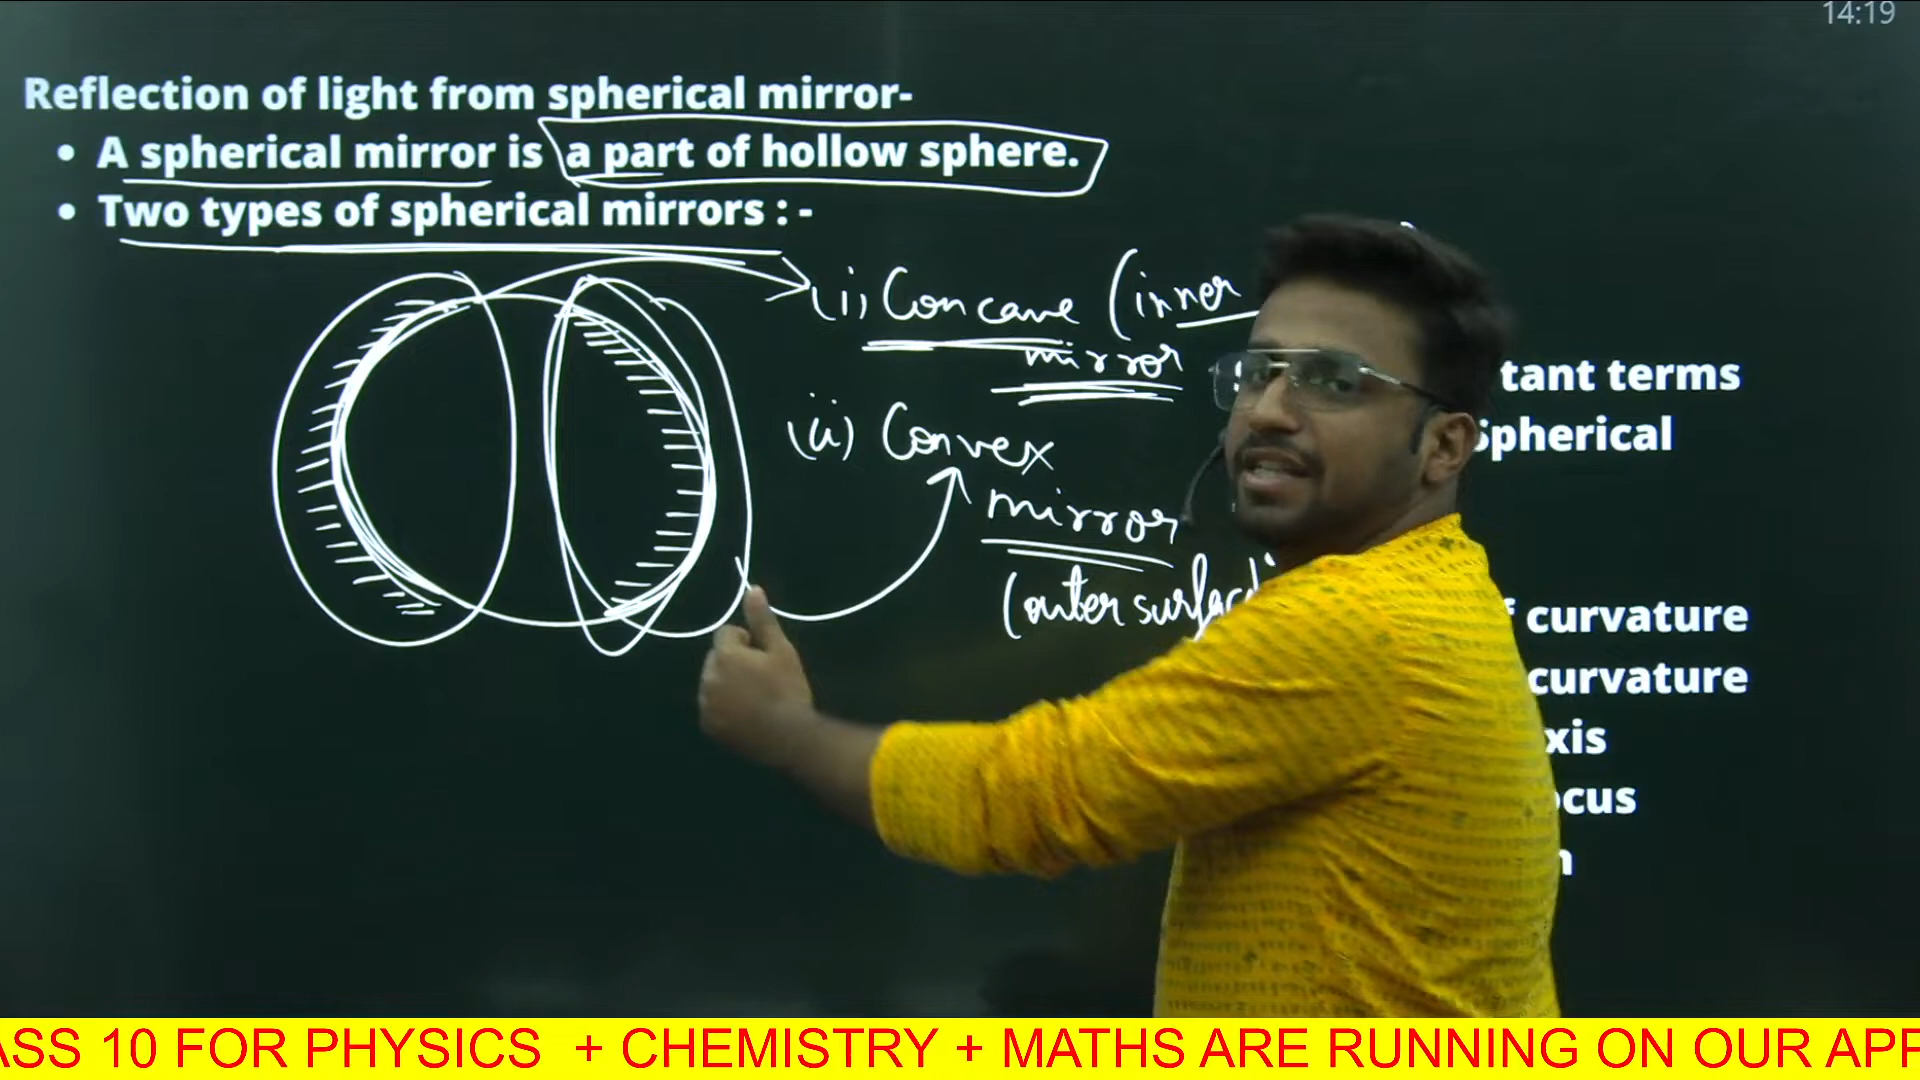 14:19
Reflection of light from spherical mirror-
• A spherical mirror is a part of hollow sphere.
• Two types of spherical mirrors : -
(i) Concave (inner
mirror
(ii) Convex
mirror
(outer surface
tant terms
Spherical
f curvature
curvature
xis
ocus
n
ASS 10 FOR PHYSICS + CHEMISTRY + MATHS ARE RUNNING ON OUR APP